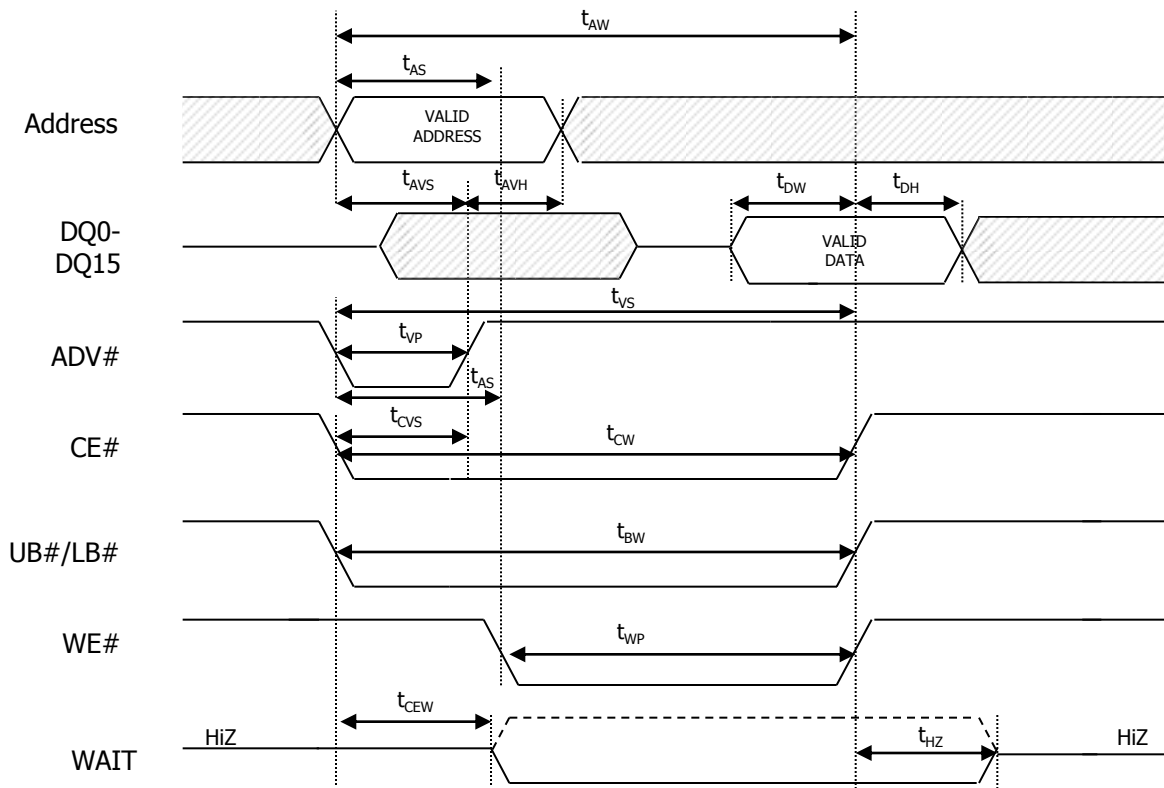 tAW
tAS
Address
VALID
ADDRESS
tAVS
tAVH
tDW
tDH
DQ0-
DQ15
VALID
DATA
tVS
ADV#
tVP
tAS
tCVS
CE#
tCW
UB#/LB#
tBW
WE#
tWP
tCEW
WAIT
HiZ
tHZ
HiZ